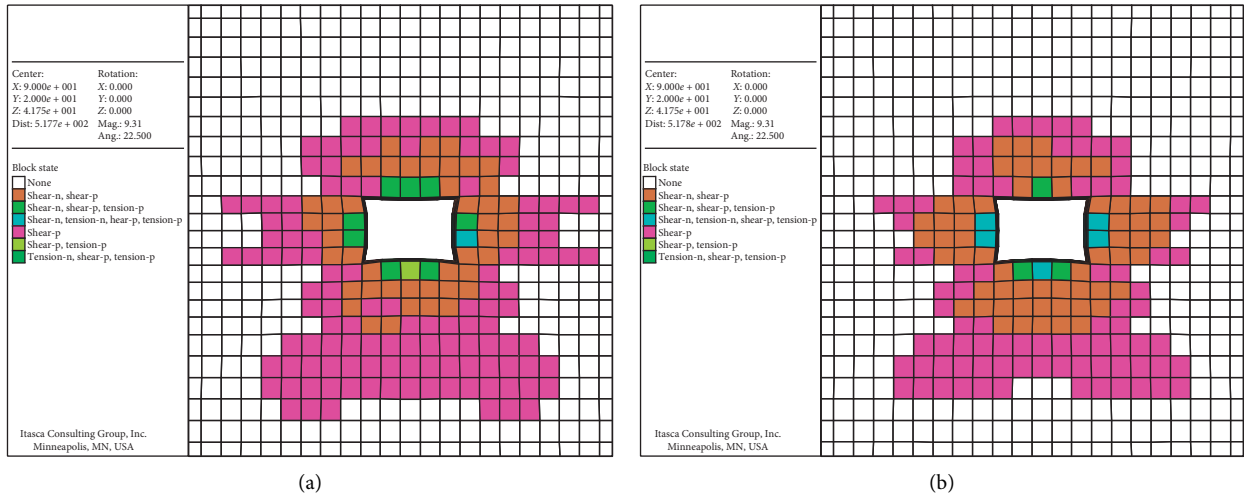 Center: Rotation:
X: 9.000e + 001 X: 0.000
Y: 2.000e + 001 Y: 0.000
Z: 4.175e + 001 Z: 0.000
Dist: 5.177e + 002 Mag.: 9.31
Ang.: 22.500
Block state
None
Shear-n, shear-p
Shear-n, shear-p, tension-p
Shear-n, tension-n, hear-p, tension-p
Shear-p
Shear-p, tension-p
Tension-n, shear-p, tension-p
Itasca Consulting Group, Inc.
Minneapolis, MN, USA
(a)
Center: Rotation:
X: 9.000e + 001 X: 0.000
Y: 2.000e + 001 Y: 0.000
Z: 4.175e + 001 Z: 0.000
Dist: 5.178e + 002 Mag.: 9.31
Ang.: 22.500
Block state
None
Shear-n, shear-p
Shear-n, shear-p, tension-p
Shear-n, tension-n, hear-p, tension-p
Shear-p
Shear-p, tension-p
Tension-n, shear-p, tension-p
Itasca Consulting Group, Inc.
Minneapolis, MN, USA
(b)